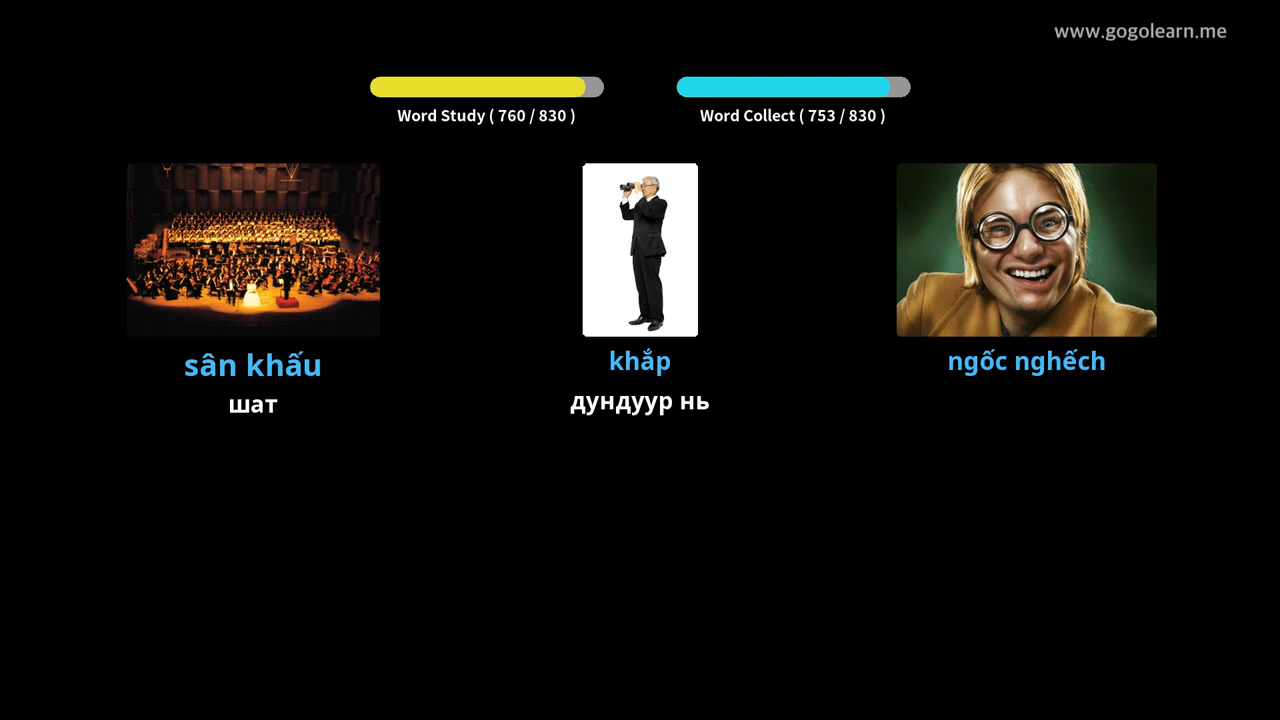 www.gogolearn.me
Word Study ( 760 / 830 )
Word Collect ( 753 / 830 )
sân khấu
khắp
ngốc nghếch
шат
дундуур нь